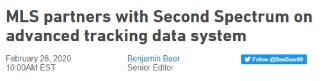 MLS partners with Second Spectrum on
advanced tracking data system
February 26, 2020
10:00AM EST
Benjamin Baer
Senior Editor
Follow @BenBaer89